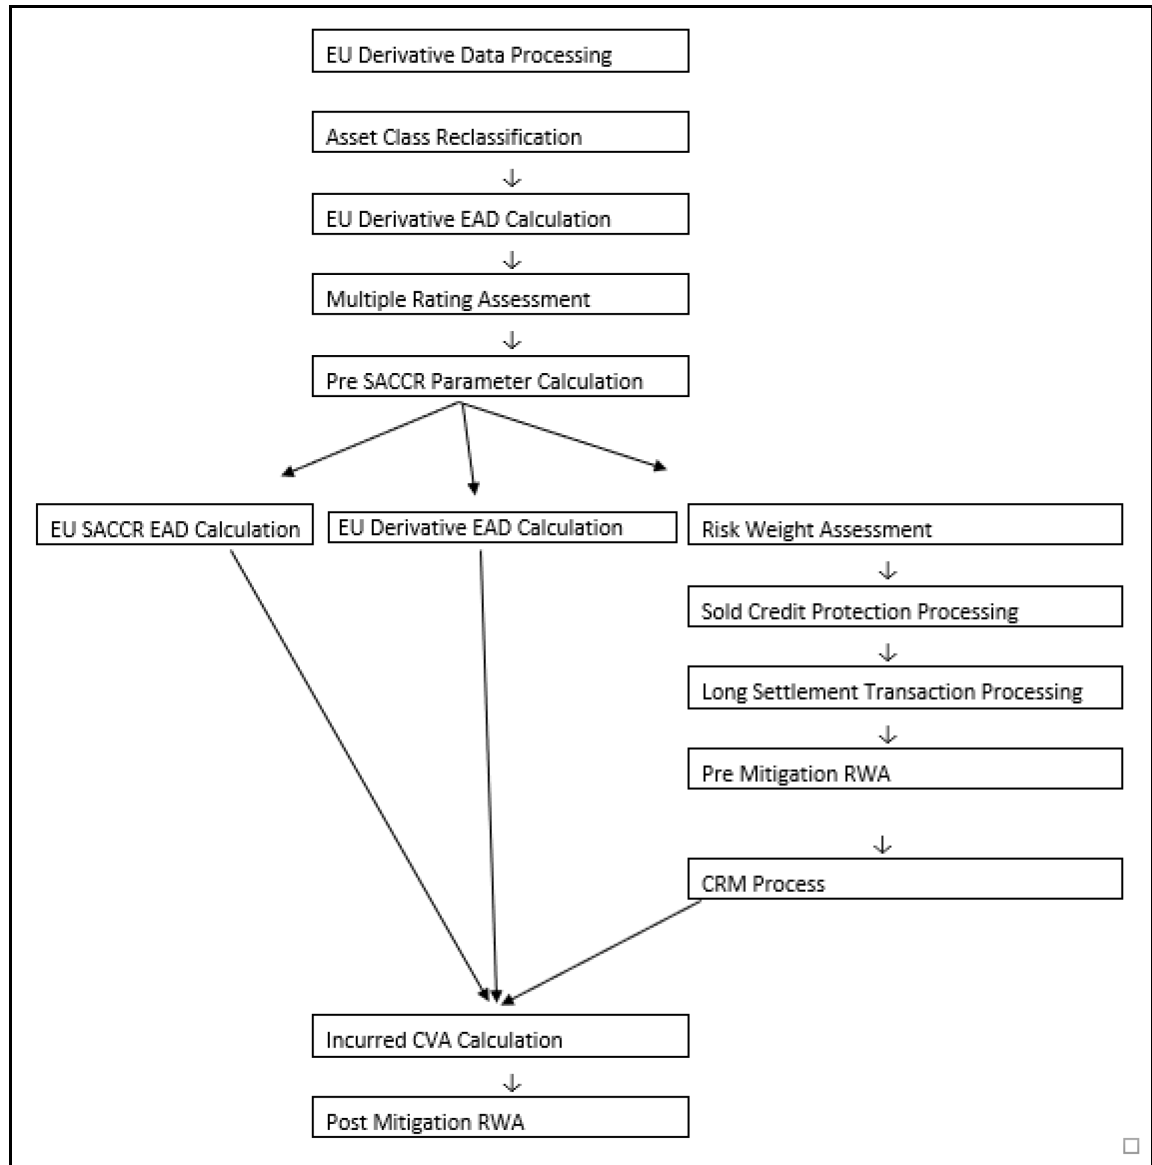 EU Derivative Data Processing
Asset Class Reclassification
EU Derivative EAD Calculation
Multiple Rating Assessment
Pre SACCR Parameter Calculation
EU SACCR EAD Calculation
EU Derivative EAD Calculation
Risk Weight Assessment
Sold Credit Protection Processing
Long Settlement Transaction Processing
Pre Mitigation RWA
CRM Process
Incurred CVA Calculation
Post Mitigation RWA